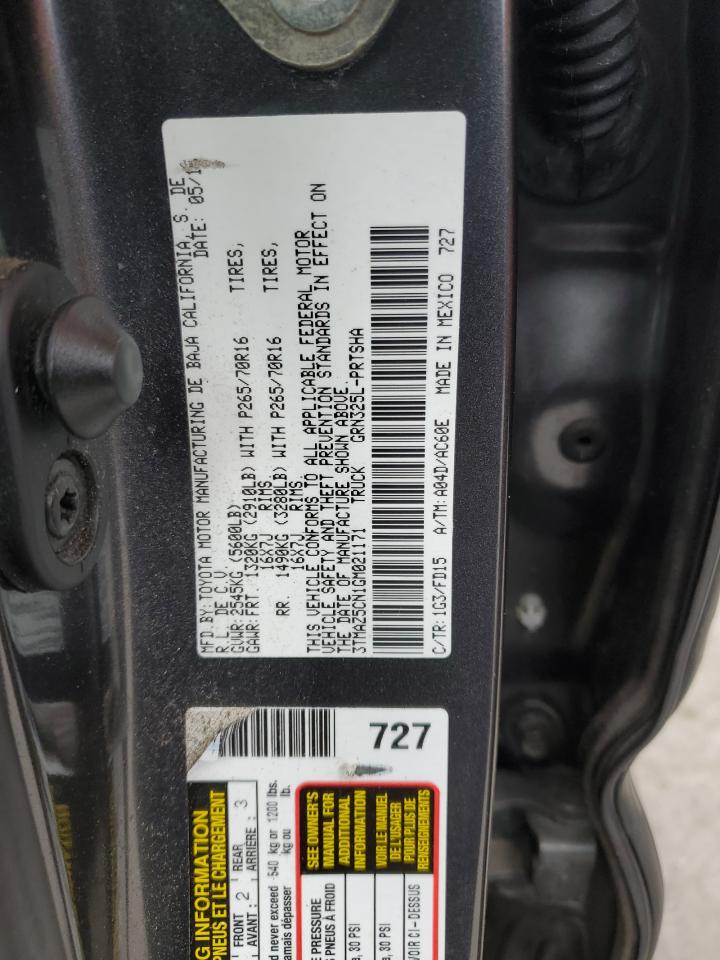 MFD.BY: TOYOTA MOTOR MANUFACTURING DE BAJA CALIFORNIA, S. DE
R.L. DE C.V. DATE: 05/1
GVWR: 2545KG (5600LB)
GAWR: FRT. 1320KG (2910LB) WITH P265/70R16 TIRES,
16X7J RIMS,
RR. 1490KG (3280LB) WITH P265/70R16 TIRES,
16X7J RIMS,
THIS VEHICLE CONFORMS TO ALL APPLICABLE FEDERAL MOTOR
VEHICLE SAFETY AND THEFT PREVENTION STANDARDS IN EFFECT ON
THE DATE OF MANUFACTURE SHOWN ABOVE.
3TMAZ5CN1GM021171 TRUCK GRN325L-PRTSHA
C/TR: 1G3/FD15 A/TM: A04D/AC60E MADE IN MEXICO 727
727
G INFORMATION
PNEUS ET LE CHARGEMENT
FRONT REAR
AVANT : 2 ARRIÈRE : 3
d never exceed 540 kg or 1200 lbs.
amais dépasser kg ou lb.
SEE OWNER'S
MANUAL FOR
ADDITIONAL
INFORMATION
VOIR LE MANUEL
DE L'USAGER
POUR PLUS DE
RENSEIGNEMENTS
E PRESSURE
PNEUS À FROID
a, 30 PSI
a, 30 PSI
VOIR CI-DESSUS